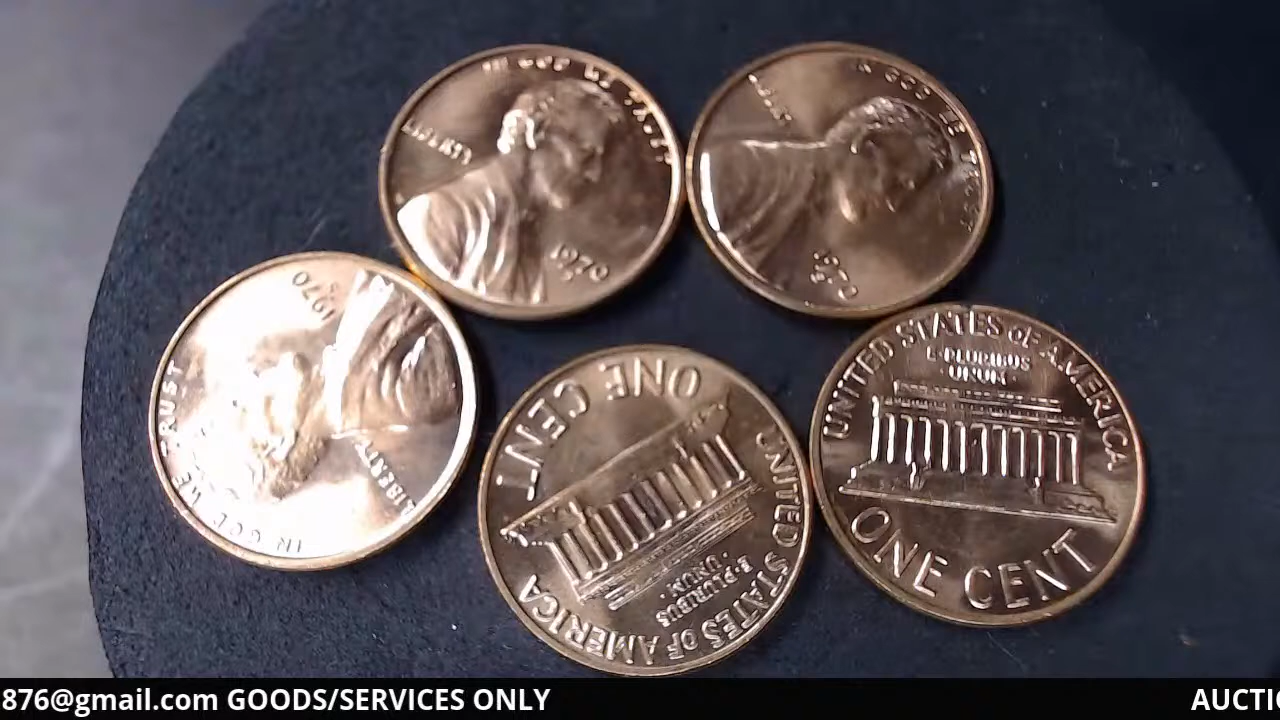 IN GOD WE TRUST
LIBERTY
1970
S
IN GOD WE TRUST
LIBERTY
1970
S
1970
IN GOD WE TRUST
LIBERTY
ONE CENT
UNITED STATES OF AMERICA
E·PLURIBUS
·UNUM·
UNITED STATES OF AMERICA
E·PLURIBUS
·UNUM·
ONE CENT
876@gmail.com GOODS/SERVICES ONLY